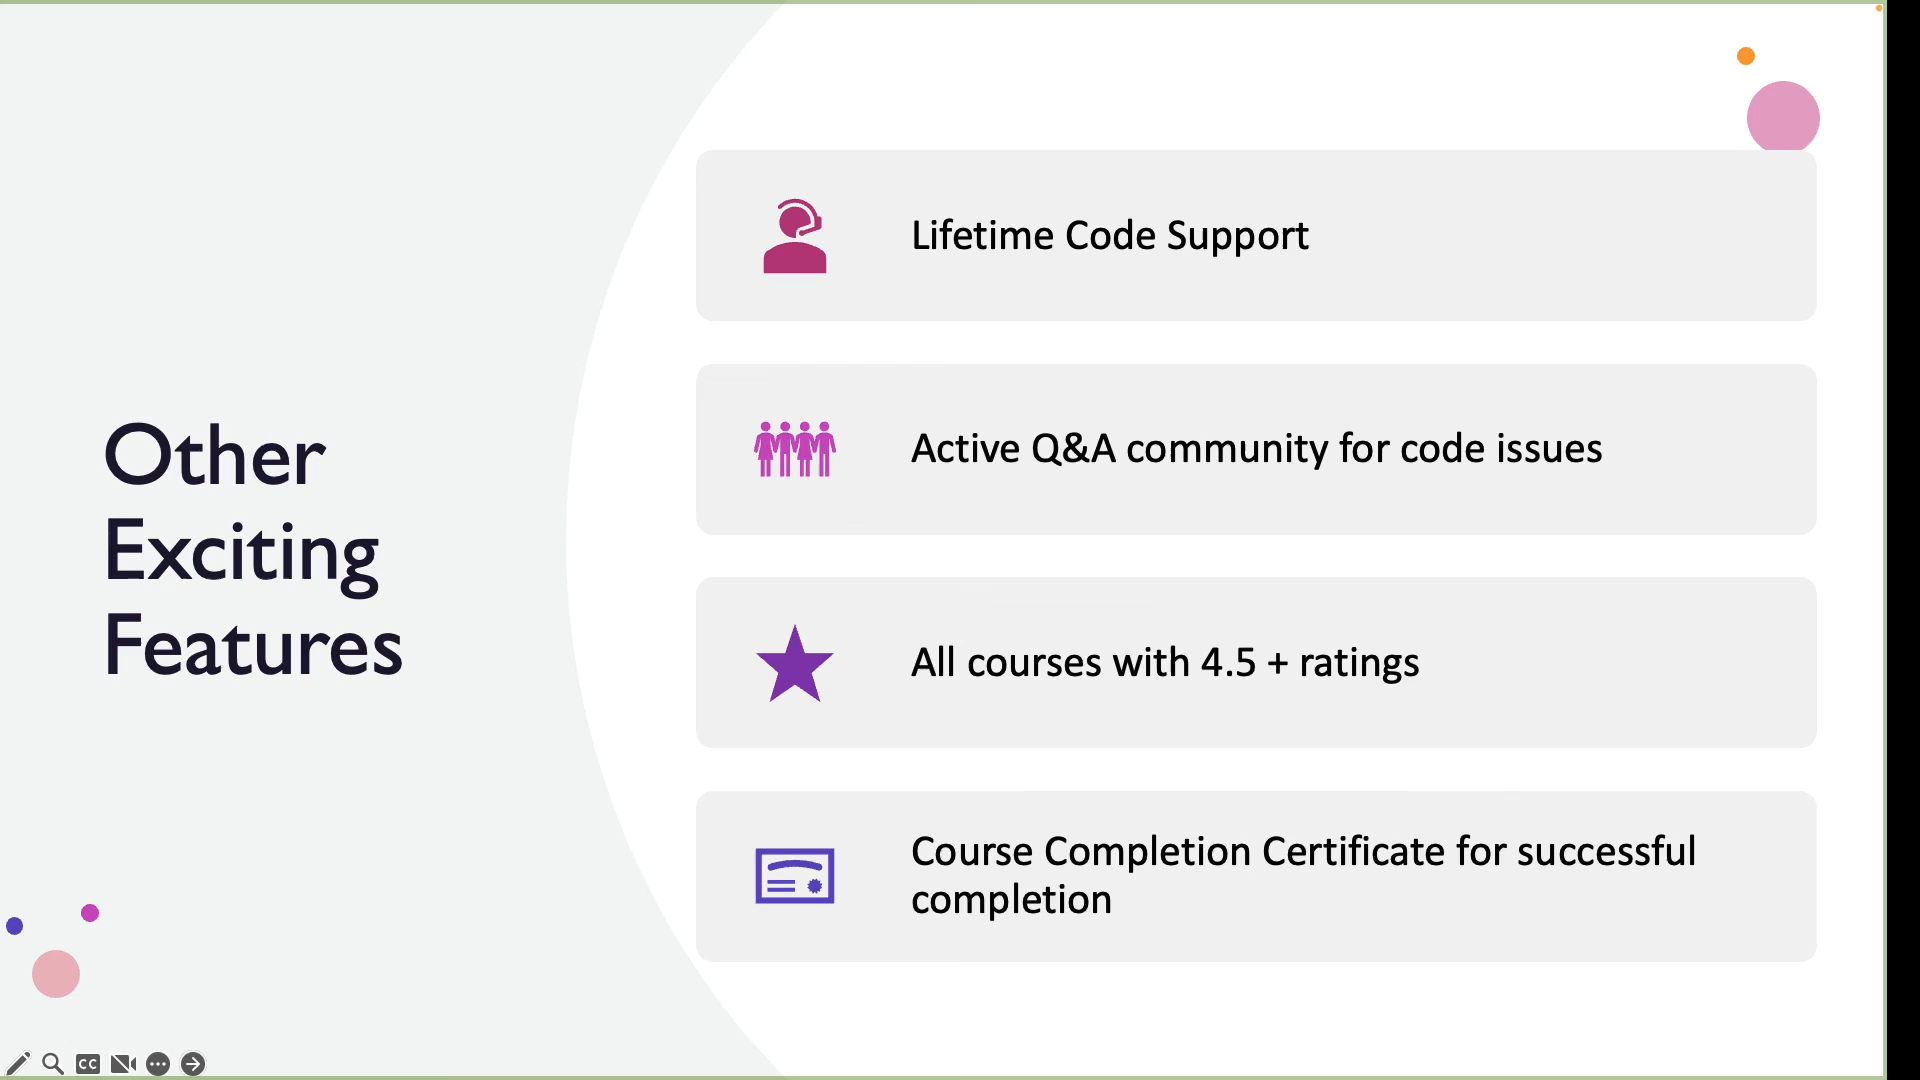 Other
Exciting
Features
Lifetime Code Support
Active Q&A community for code issues
All courses with 4.5 + ratings
Course Completion Certificate for successful
completion
CC